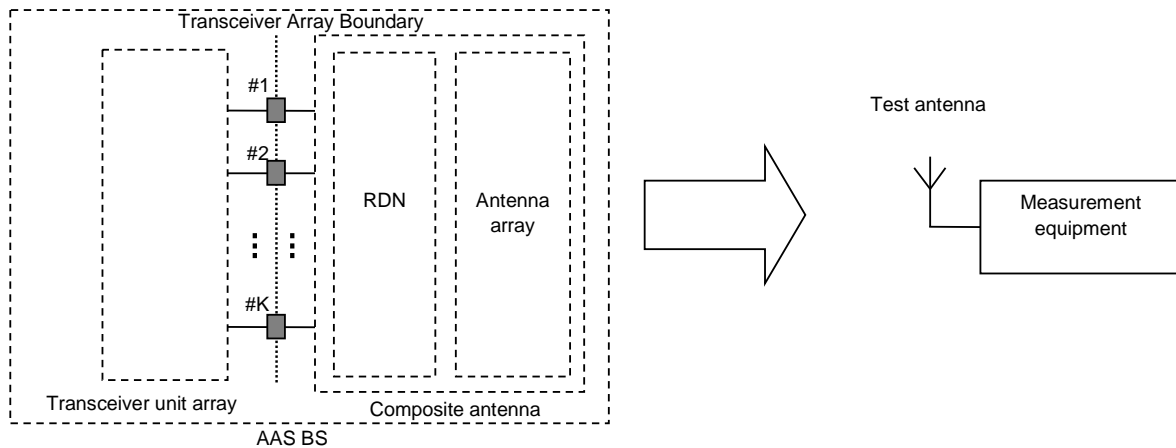 Transceiver Array Boundary
#1
#2
#K
RDN
Antenna
array
Transceiver unit array
Composite antenna
AAS BS
Test antenna
Measurement
equipment